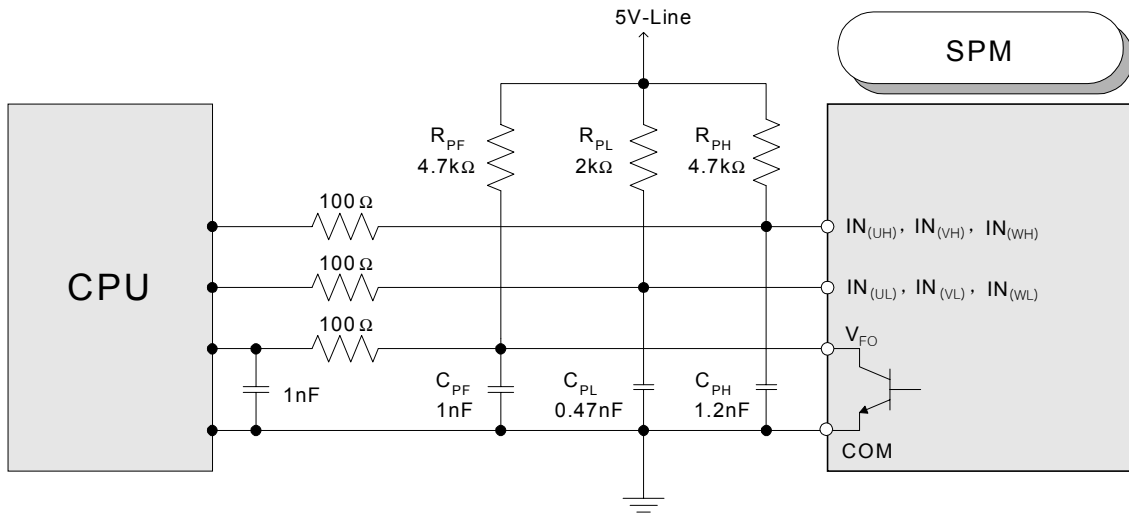 5V-Line
SPM
R_PF
4.7kΩ
R_PL
2kΩ
R_PH
4.7kΩ
CPU
100 Ω
IN(UH) , IN(VH) , IN(WH)
100 Ω
IN(UL) , IN(VL) , IN(WL)
100 Ω
V_FO
1nF
C_PF
1nF
C_PL
0.47nF
C_PH
1.2nF
COM